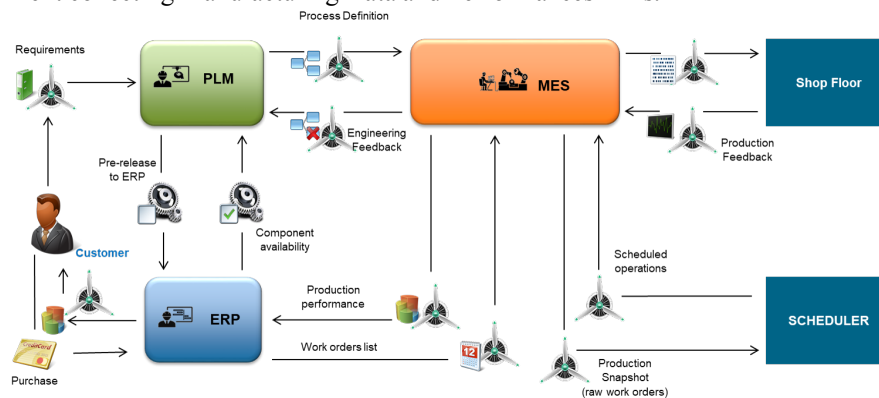 Process Definition
Requirements
PLM
MES
Shop Floor
Engineering
Feedback
Production
Feedback
Pre-release
to ERP
Component
availability
Customer
Scheduled
operations
Production
performance
ERP
12
SCHEDULER
Work orders list
Production
Snapshot
(raw work orders)
Purchase